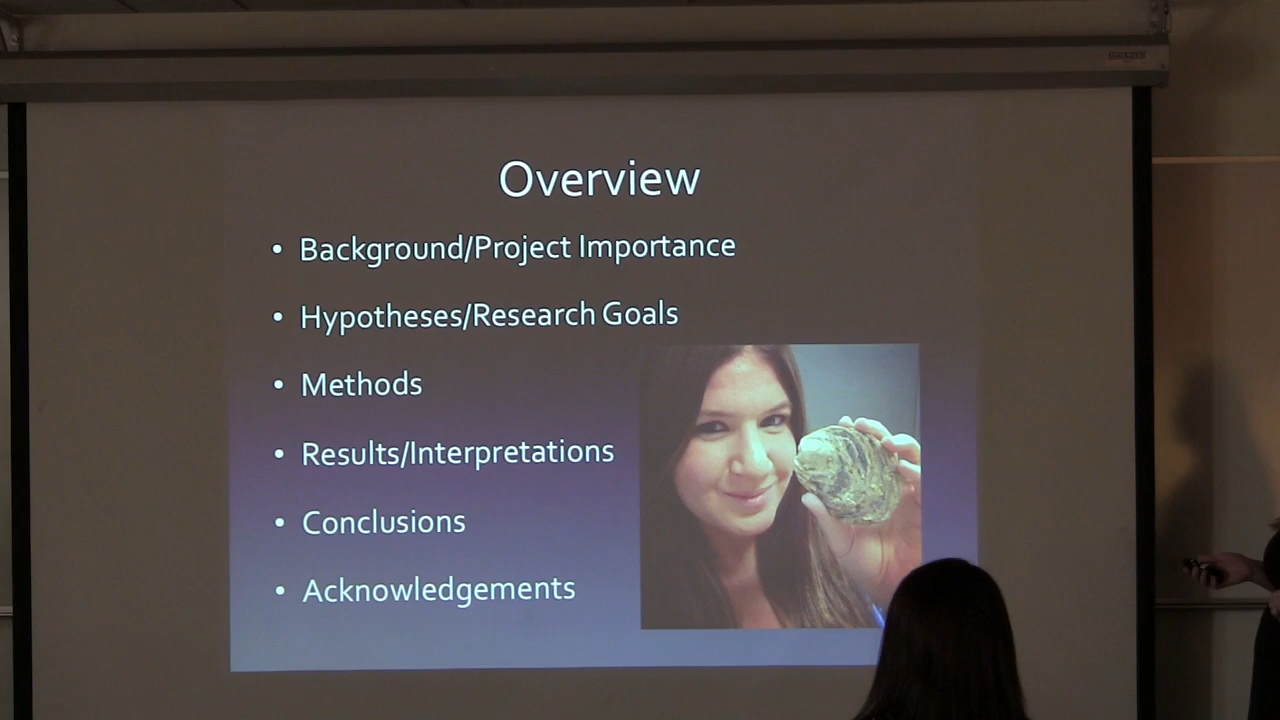 Overview
• Background/Project Importance
• Hypotheses/Research Goals
• Methods
• Results/Interpretations
• Conclusions
• Acknowledgements